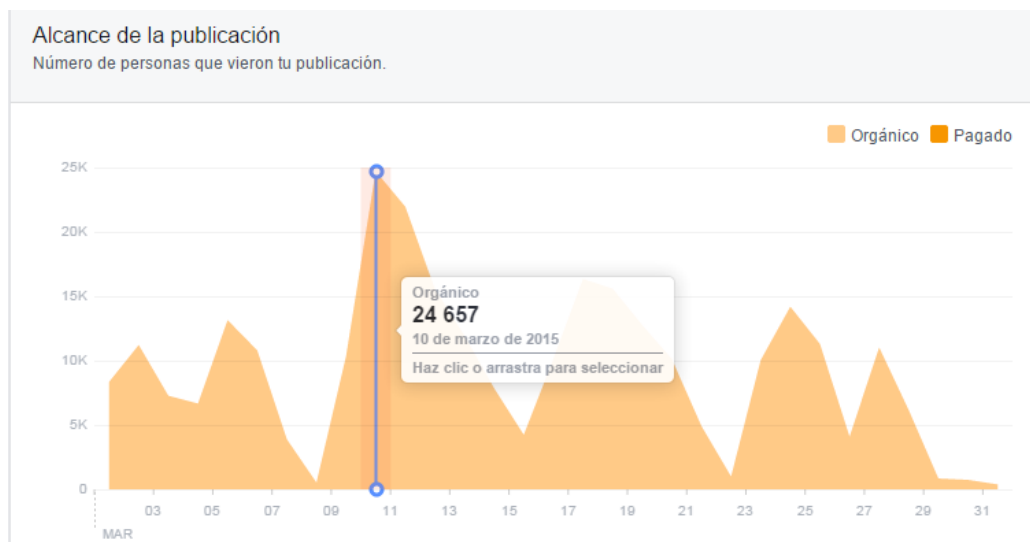 Alcance de la publicación
Número de personas que vieron tu publicación.
Orgánico Pagado
25K
20K
15K
10K
5K
0
Orgánico
24 657
10 de marzo de 2015
Haz clic o arrastra para seleccionar
03 05 07 09 11 13 15 17 19 21 23 25 27 29 31
MAR